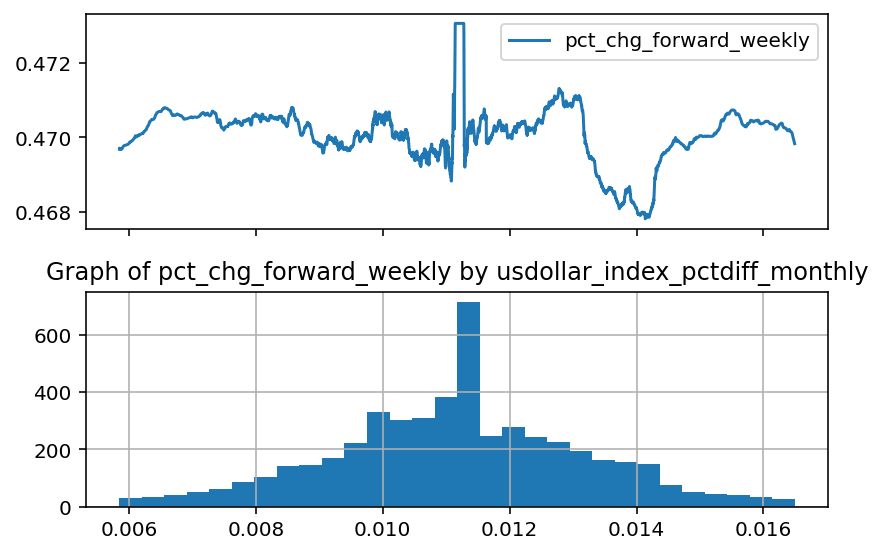 pct_chg_forward_weekly
0.472
0.470
0.468
Graph of pct_chg_forward_weekly by usdollar_index_pctdiff_monthly
600
400
200
0
0.006 0.008 0.010 0.012 0.014 0.016